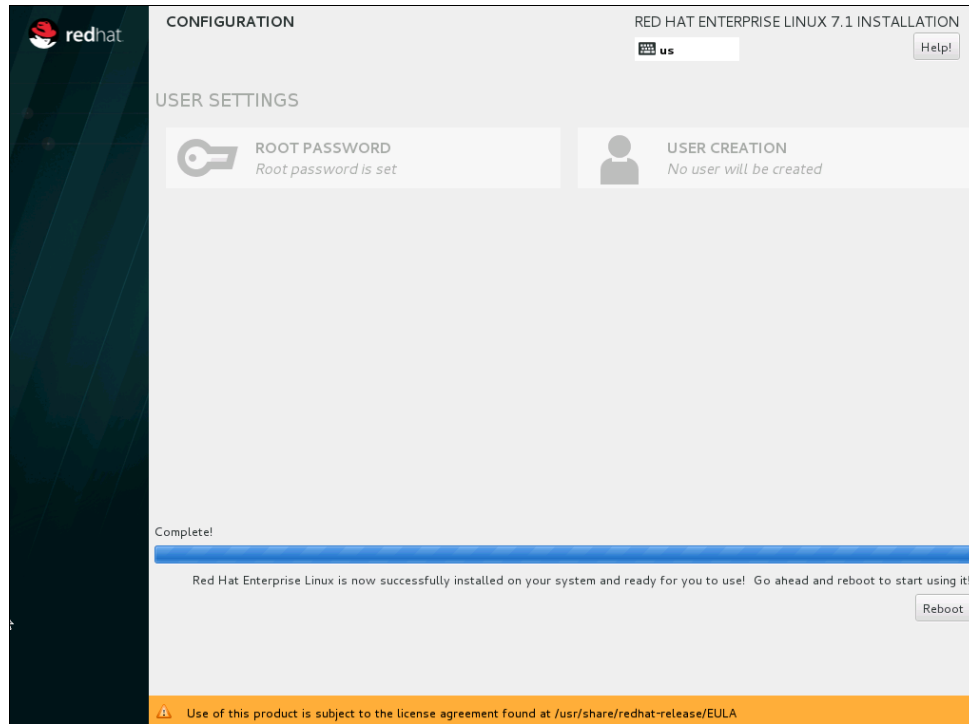 redhat.
CONFIGURATION
RED HAT ENTERPRISE LINUX 7.1 INSTALLATION
us
Help!
USER SETTINGS
ROOT PASSWORD
Root password is set
USER CREATION
No user will be created
Complete!
Red Hat Enterprise Linux is now successfully installed on your system and ready for you to use! Go ahead and reboot to start using it!
Reboot
Use of this product is subject to the license agreement found at /usr/share/redhat-release/EULA